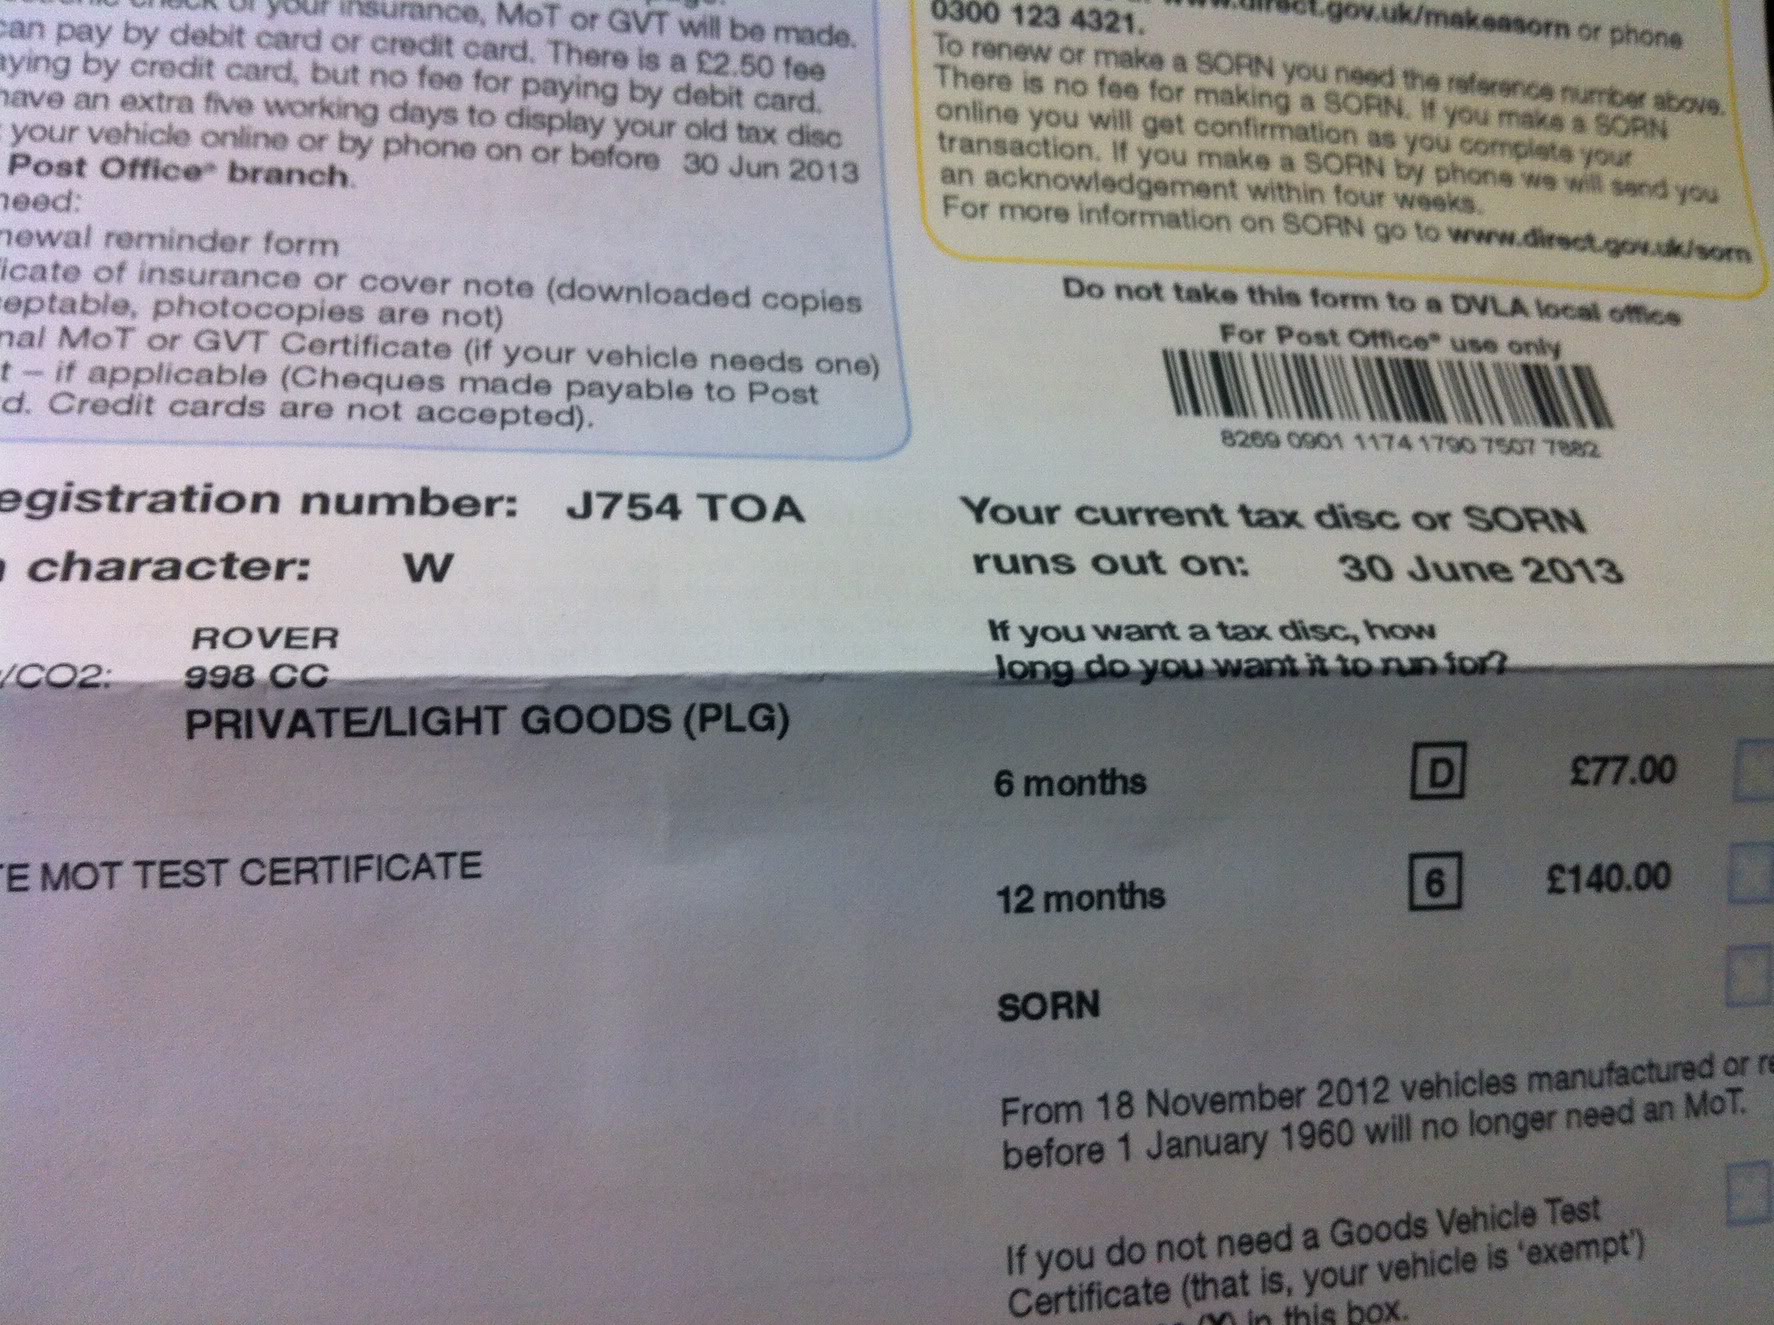 check of your insurance, MoT or GVT will be made.
can pay by debit card or credit card. There is a £2.50 fee
ying by credit card, but no fee for paying by debit card.
have an extra five working days to display your old tax disc
your vehicle online or by phone on or before 30 Jun 2013
Post Office® branch.
need:
newal reminder form
icate of insurance or cover note (downloaded copies
eptable, photocopies are not)
nal MoT or GVT Certificate (if your vehicle needs one)
t – if applicable (Cheques made payable to Post
d. Credit cards are not accepted).
www.direct.gov.uk/makeasorn or phone
0300 123 4321.
To renew or make a SORN you need the reference number above.
There is no fee for making a SORN. If you make a SORN
online you will get confirmation as you complete your
transaction. If you make a SORN by phone we will send you
an acknowledgement within four weeks.
For more information on SORN go to www.direct.gov.uk/sorn
Do not take this form to a DVLA local office
For Post Office® use only
8269 0901 1174 1790 7507 7882
egistration number: J754 TOA
character: W
ROVER
/CO2: 998 CC
PRIVATE/LIGHT GOODS (PLG)
TE MOT TEST CERTIFICATE
Your current tax disc or SORN
runs out on: 30 June 2013
If you want a tax disc, how
long do you want it to run for?
6 months D £77.00
12 months 6 £140.00
SORN
From 18 November 2012 vehicles manufactured or re
before 1 January 1960 will no longer need an MoT.
If you do not need a Goods Vehicle Test
Certificate (that is, your vehicle is 'exempt')
(X) in this box.